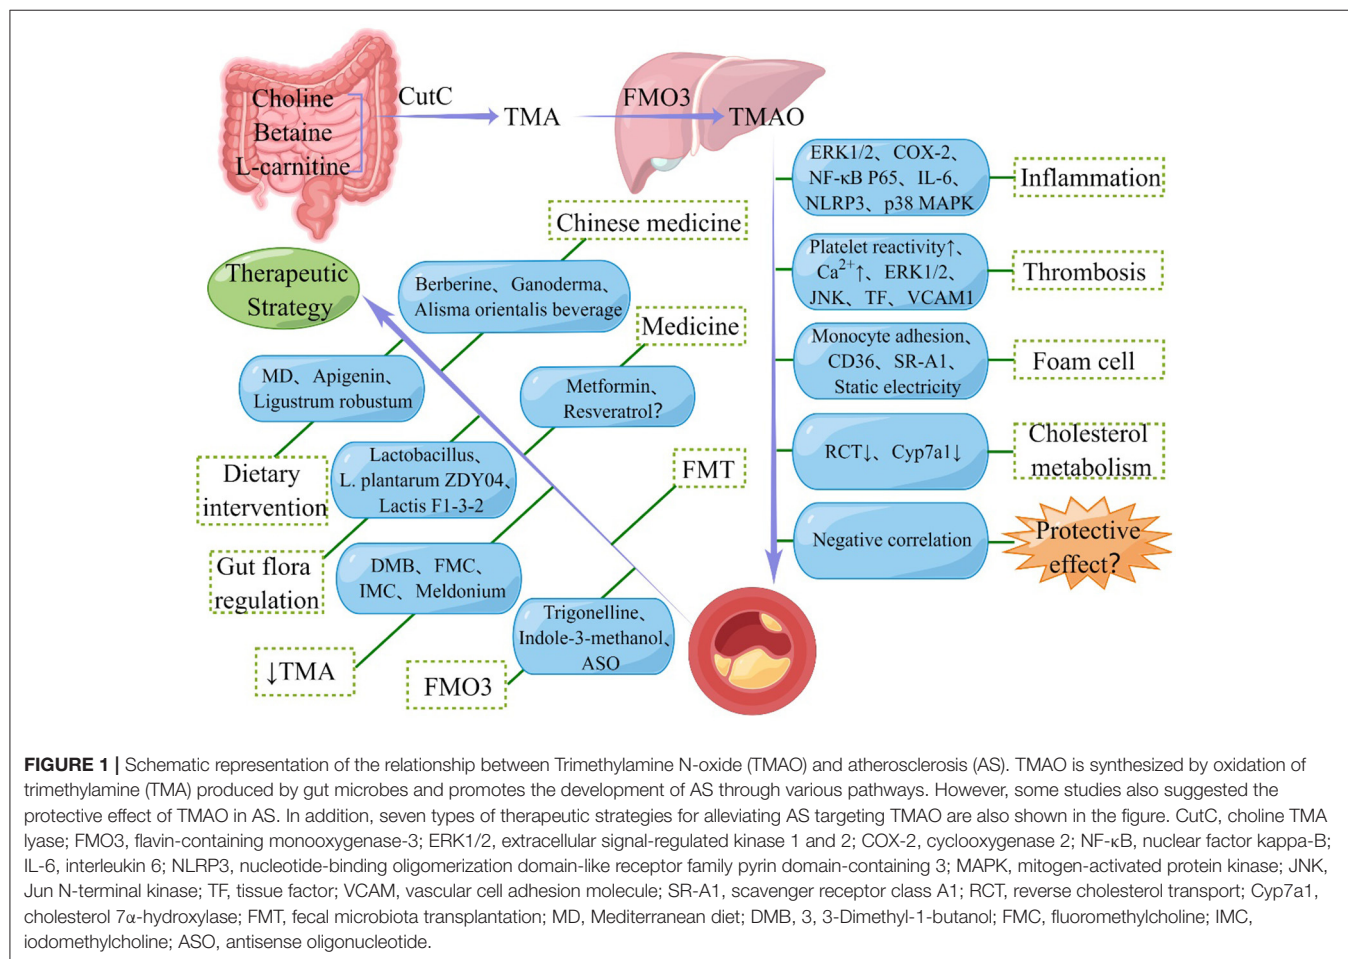 Choline
Betaine
L-carnitine
CutC
TMA
FMO3
TMAO
ERK1/2、COX-2、
NF-κB P65、IL-6、
NLRP3、p38 MAPK
Inflammation
Platelet reactivity↑、
Ca²⁺↑、ERK1/2、
JNK、TF、VCAM1
Thrombosis
Monocyte adhesion、
CD36、SR-A1、
Static electricity
Foam cell
RCT↓、Cyp7a1↓
Cholesterol
metabolism
Negative correlation
Protective
effect?
Therapeutic
Strategy
Chinese medicine
Berberine、Ganoderma、
Alisma orientalis beverage
Medicine
Metformin、
Resveratrol?
MD、Apigenin、
Ligustrum robustum
Dietary
intervention
Lactobacillus、
L. plantarum ZDY04、
Lactis F1-3-2
Gut flora
regulation
FMT
DMB、FMC、
IMC、Meldonium
↓TMA
Trigonelline、
Indole-3-methanol、
ASO
FMO3
FIGURE 1 | Schematic representation of the relationship between Trimethylamine N-oxide (TMAO) and atherosclerosis (AS). TMAO is synthesized by oxidation of
trimethylamine (TMA) produced by gut microbes and promotes the development of AS through various pathways. However, some studies also suggested the
protective effect of TMAO in AS. In addition, seven types of therapeutic strategies for alleviating AS targeting TMAO are also shown in the figure. CutC, choline TMA
lyase; FMO3, flavin-containing monooxygenase-3; ERK1/2, extracellular signal-regulated kinase 1 and 2; COX-2, cyclooxygenase 2; NF-κB, nuclear factor kappa-B;
IL-6, interleukin 6; NLRP3, nucleotide-binding oligomerization domain-like receptor family pyrin domain-containing 3; MAPK, mitogen-activated protein kinase; JNK,
Jun N-terminal kinase; TF, tissue factor; VCAM, vascular cell adhesion molecule; SR-A1, scavenger receptor class A1; RCT, reverse cholesterol transport; Cyp7a1,
cholesterol 7α-hydroxylase; FMT, fecal microbiota transplantation; MD, Mediterranean diet; DMB, 3, 3-Dimethyl-1-butanol; FMC, fluoromethylcholine; IMC,
iodomethylcholine; ASO, antisense oligonucleotide.